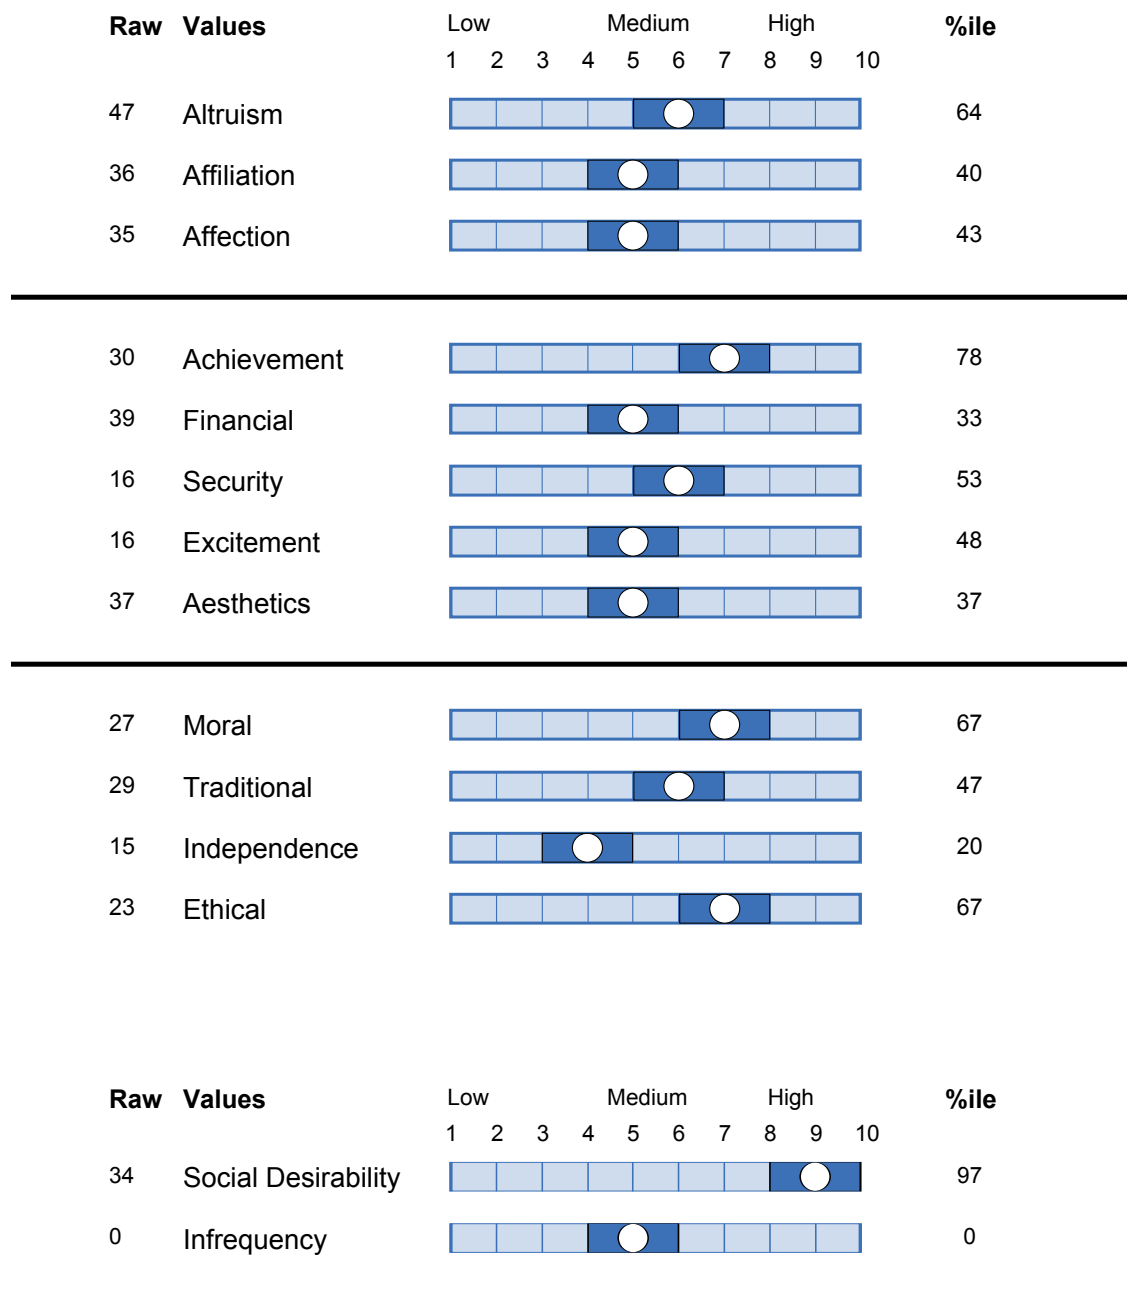 Raw Values Low Medium High %ile
1 2 3 4 5 6 7 8 9 10
47 Altruism 64
36 Affiliation 40
35 Affection 43
30 Achievement 78
39 Financial 33
16 Security 53
16 Excitement 48
37 Aesthetics 37
27 Moral 67
29 Traditional 47
15 Independence 20
23 Ethical 67
Raw Values Low Medium High %ile
1 2 3 4 5 6 7 8 9 10
34 Social Desirability 97
0 Infrequency 0